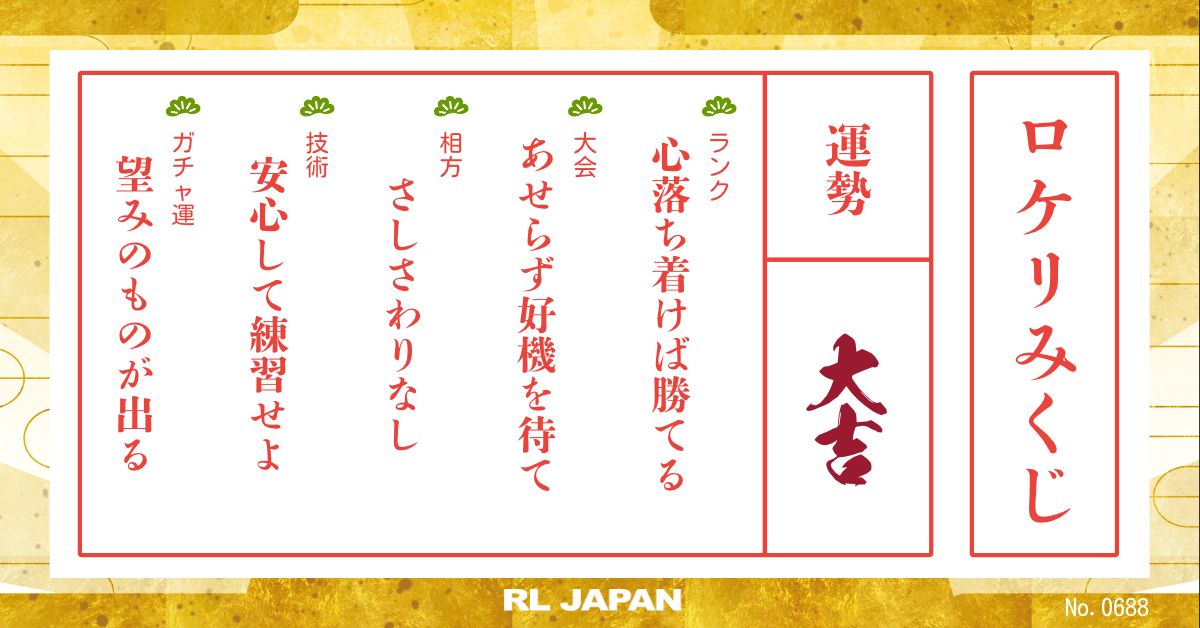 ロケリみくじ
運勢
大吉
ランク
心落ち着けば勝てる
大会
あせらず好機を待て
相方
さしさわりなし
技術
安心して練習せよ
ガチャ運
望みのものが出る
RL JAPAN
No. 0688